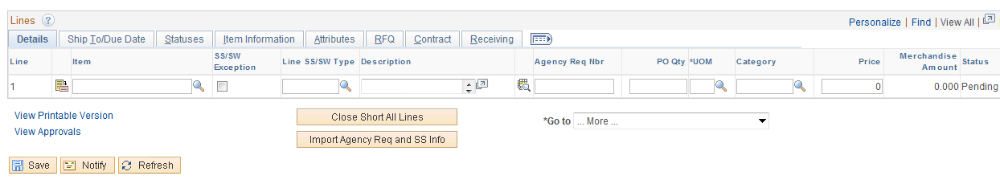 Lines ?
Personalize | Find | View All |
Details Ship To/Due Date Statuses Item Information Attributes RFQ Contract Receiving
Line Item SS/SW Exception Line SS/SW Type Description Agency Req Nbr PO Qty *UOM Category Price Merchandise Amount Status
1 0 0.000 Pending
View Printable Version
View Approvals
Close Short All Lines
Import Agency Req and SS Info
*Go to ... More ...
Save Notify Refresh